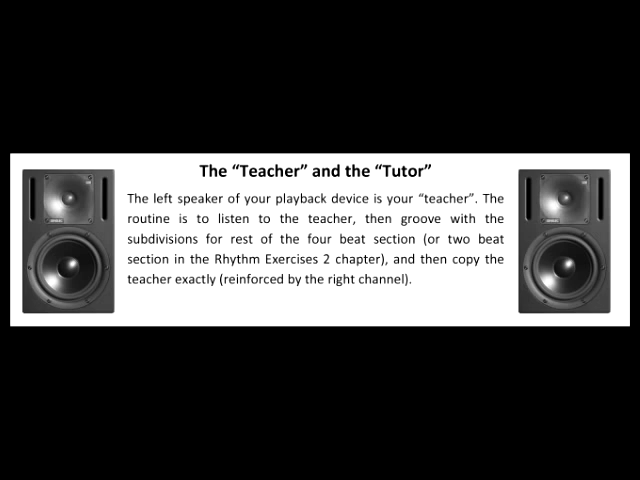 The “Teacher” and the “Tutor”
The left speaker of your playback device is your “teacher”. The
routine is to listen to the teacher, then groove with the
subdivisions for rest of the four beat section (or two beat
section in the Rhythm Exercises 2 chapter), and then copy the
teacher exactly (reinforced by the right channel).